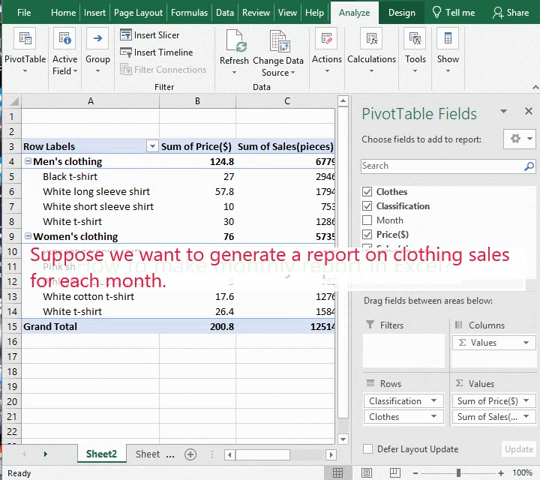 File Home Insert Page Layout Formulas Data Review View Help Analyze Design Tell me Share
PivotTable
Active Field
Group
Insert Slicer
Insert Timeline
Filter Connections
Filter
Refresh
Change Data Source
Data
Actions
Calculations
Tools
Show
A B C
1
2
3 Row Labels Sum of Price($) Sum of Sales(pieces)
4 Men's clothing 124.8 6779
5 Black t-shirt 27 2946
6 White long sleeve shirt 57.8 1794
7 White short sleeve shirt 10 753
8 White t-shirt 30 1286
9 Women's clothing 76 5735
Suppose we want to generate a report on clothing sales
for each month.
13 White cotton t-shirt 17.6 1276
14 White t-shirt 26.4 1584
15 Grand Total 200.8 12514
16
17
18
19
20
21
22
PivotTable Fields
Choose fields to add to report:
Search
Clothes
Classification
Month
Price($)
Drag fields between areas below:
Filters
Columns
Values
Rows
Values
Classification
Sum of Price($)
Clothes
Sum of Sales(...
Defer Layout Update
Update
Sheet2 Sheet ...
Ready
100%